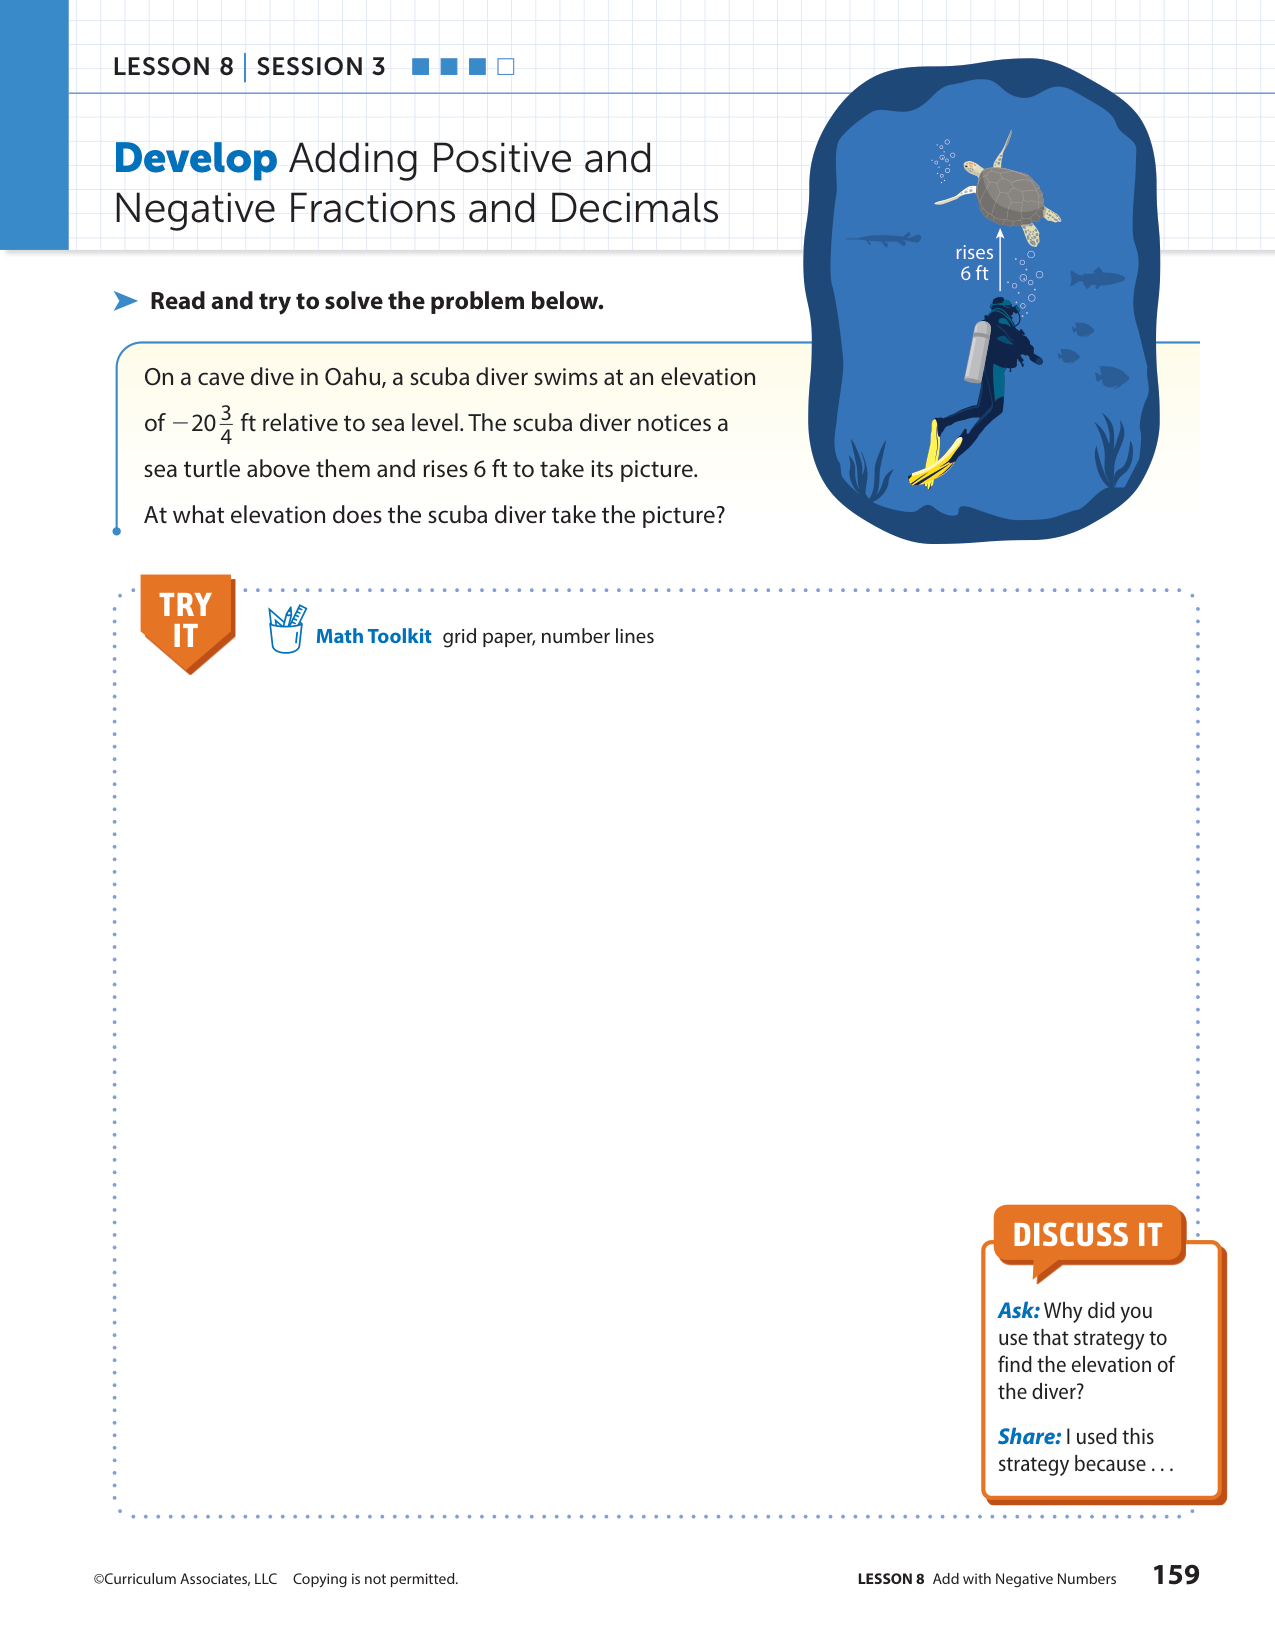 LESSON 8 | SESSION 3
Develop Adding Positive and
Negative Fractions and Decimals
rises
6 ft
Read and try to solve the problem below.
On a cave dive in Oahu, a scuba diver swims at an elevation
of −20 3/4 ft relative to sea level. The scuba diver notices a
sea turtle above them and rises 6 ft to take its picture.
At what elevation does the scuba diver take the picture?
TRY
IT
Math Toolkit grid paper, number lines
DISCUSS IT
Ask: Why did you
use that strategy to
find the elevation of
the diver?
Share: I used this
strategy because . . .
©Curriculum Associates, LLC Copying is not permitted.
LESSON 8 Add with Negative Numbers 159